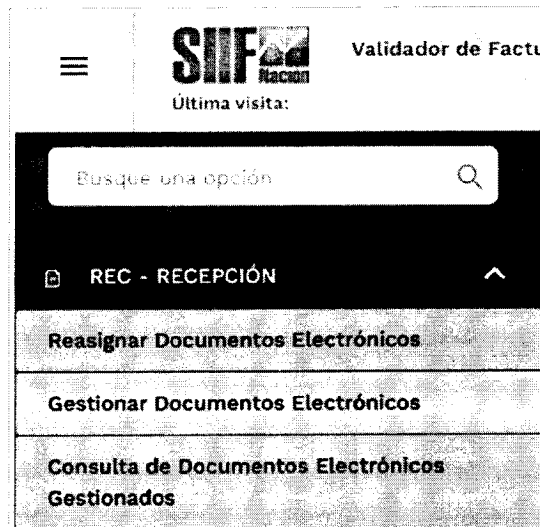 SIIF
Nación
Validador de Factu
Última visita:
Busque una opción
REC - RECEPCIÓN
Reasignar Documentos Electrónicos
Gestionar Documentos Electrónicos
Consulta de Documentos Electrónicos
Gestionados